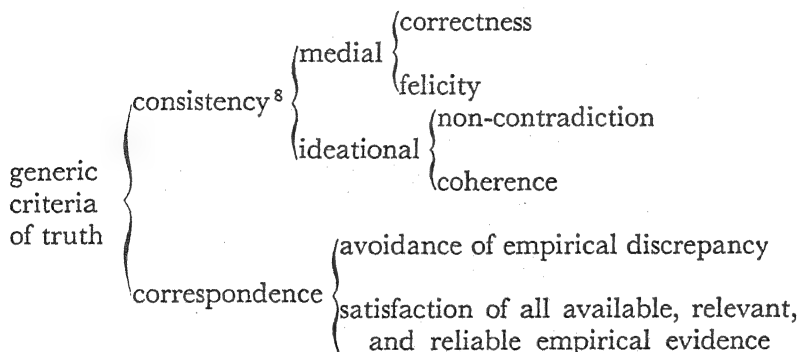 correctness
medial
felicity
consistency⁸
non-contradiction
ideational
coherence
generic
criteria
of truth
avoidance of empirical discrepancy
correspondence
satisfaction of all available, relevant,
and reliable empirical evidence